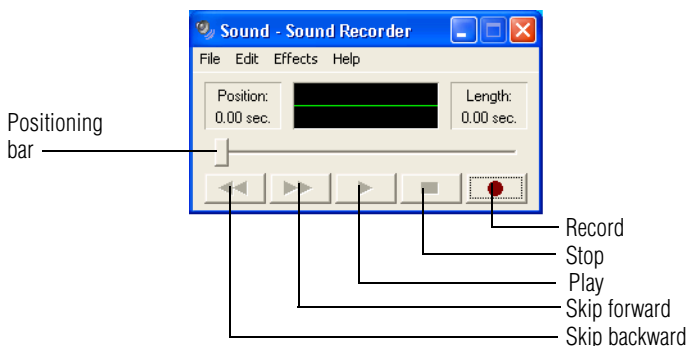 Sound - Sound Recorder
File Edit Effects Help
Position:
0.00 sec.
Length:
0.00 sec.
Positioning
bar
Record
Stop
Play
Skip forward
Skip backward